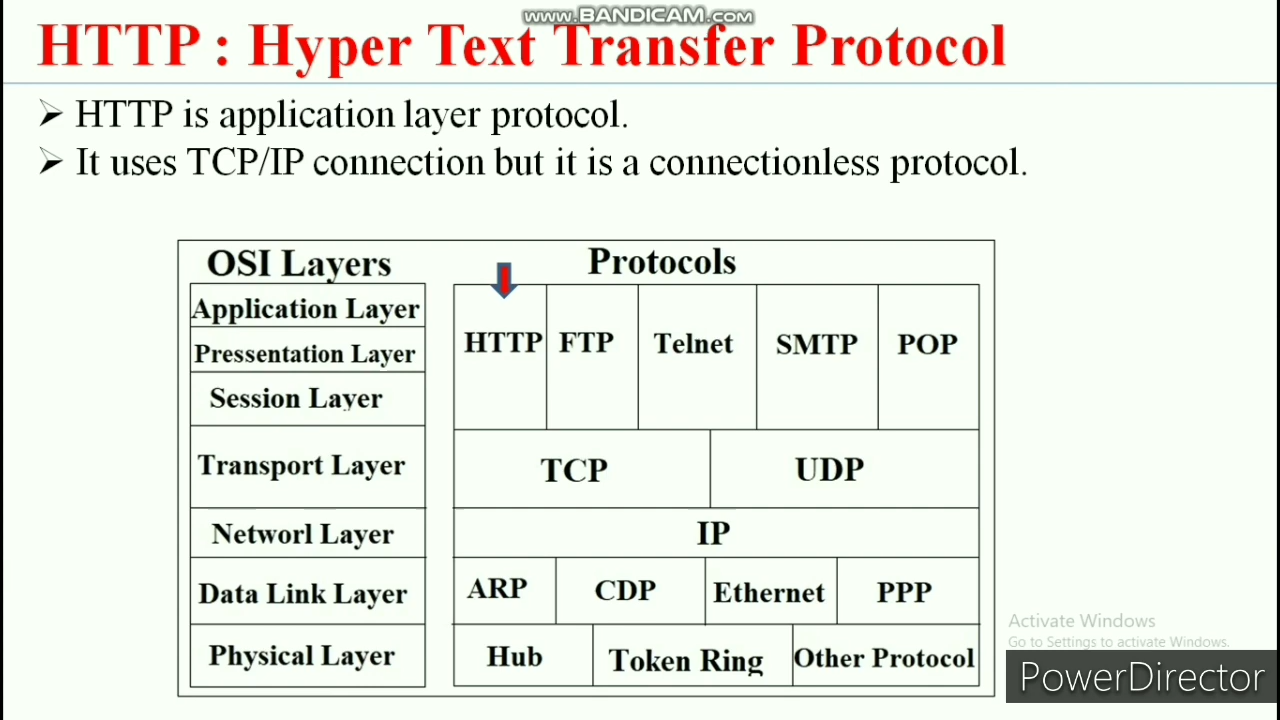 www.BANDICAM.com
HTTP : Hyper Text Transfer Protocol
➢ HTTP is application layer protocol.
➢ It uses TCP/IP connection but it is a connectionless protocol.
OSI Layers Protocols
Application Layer
Pressentation Layer
Session Layer
HTTP FTP Telnet SMTP POP
Transport Layer TCP UDP
Networl Layer IP
Data Link Layer ARP CDP Ethernet PPP
Physical Layer Hub Token Ring Other Protocol
Activate Windows
Go to Settings to activate Windows.
PowerDirector